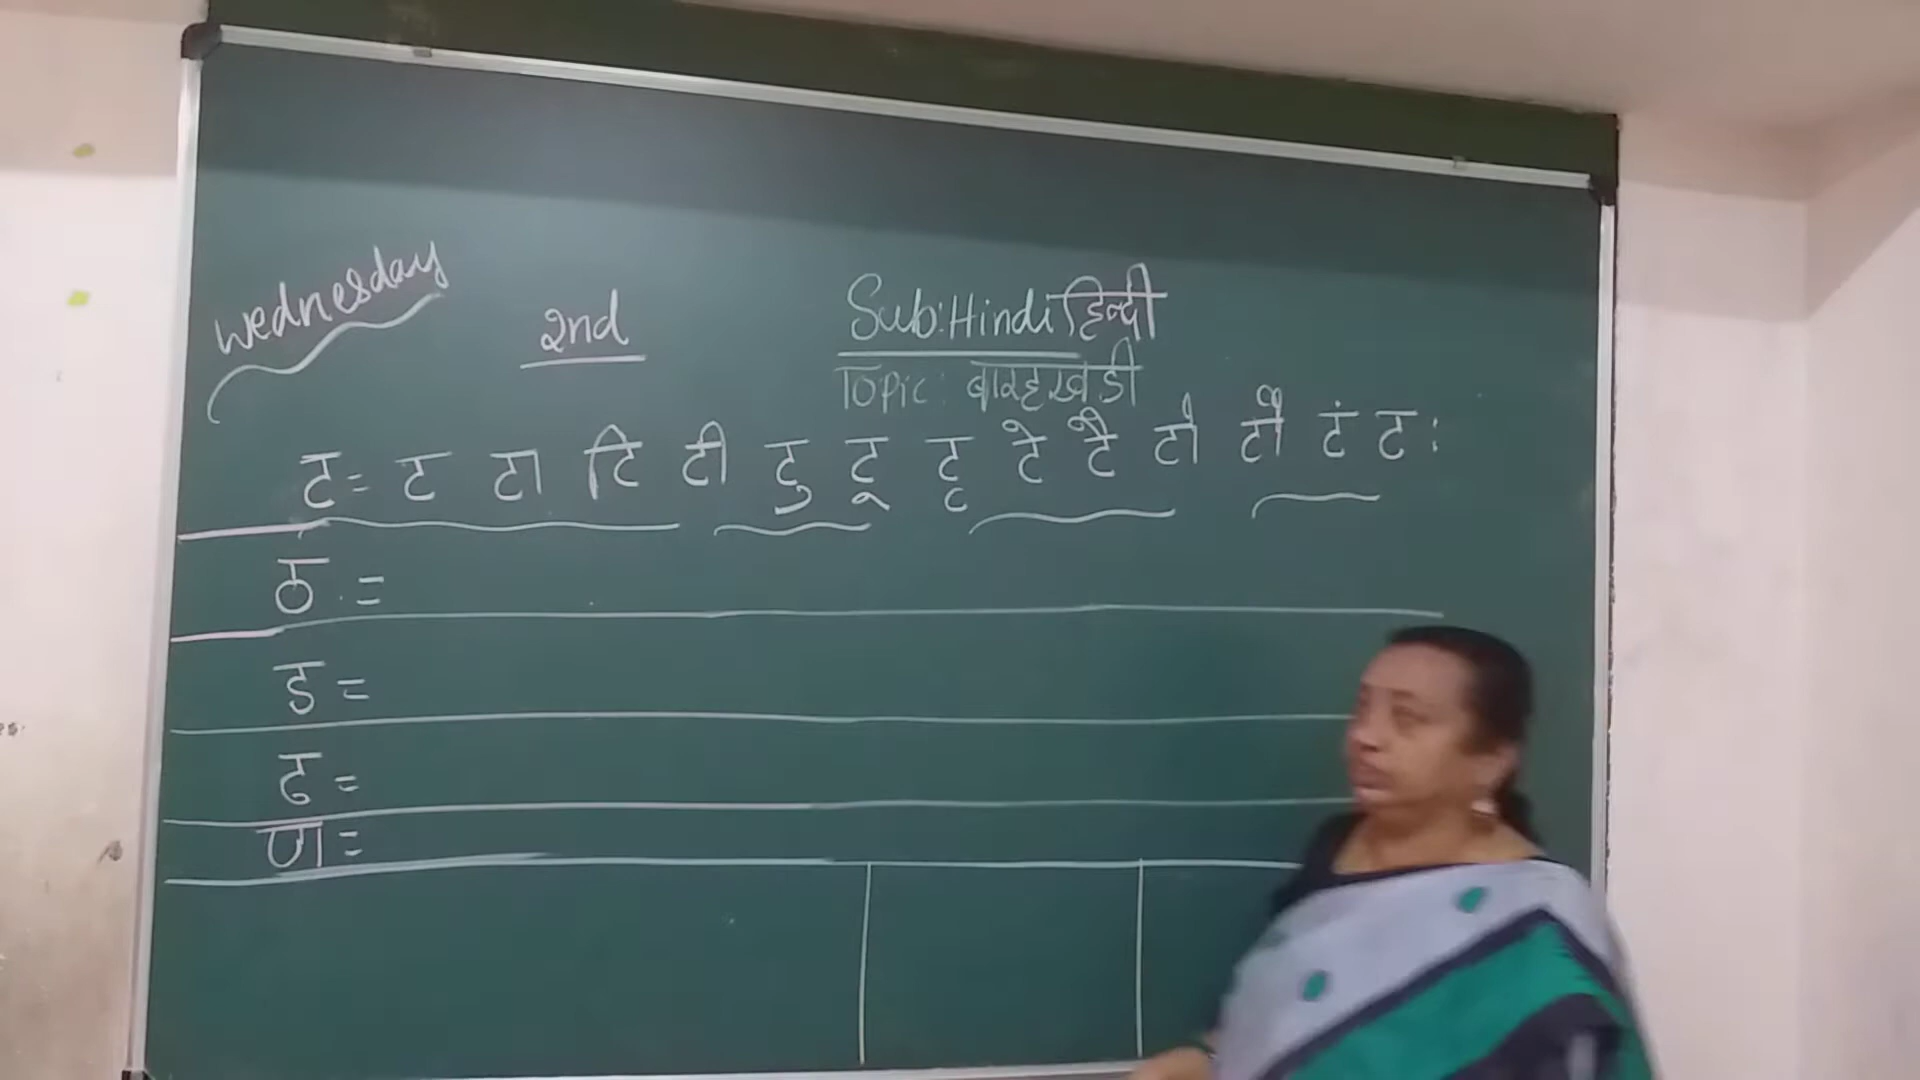 Wednesday
2nd
Sub: Hindi हिन्दी
Topic: बारहखडी
ट= ट टा टि टी टु टू टृ टे टै टो टौ टं ट:
ठ =
ड =
ढ =
ण =